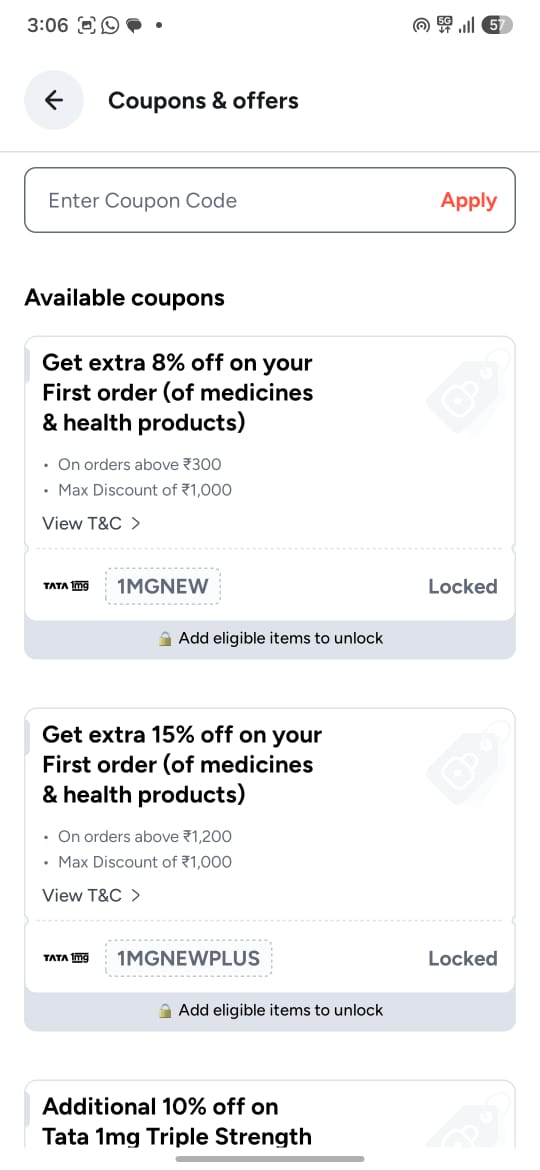 3:06
5G
57
Coupons & offers
Enter Coupon Code
Apply
Available coupons
Get extra 8% off on your
First order (of medicines
& health products)
• On orders above ₹300
• Max Discount of ₹1,000
View T&C >
TATA 1mg
1MGNEW
Locked
Add eligible items to unlock
Get extra 15% off on your
First order (of medicines
& health products)
• On orders above ₹1,200
• Max Discount of ₹1,000
View T&C >
TATA 1mg
1MGNEWPLUS
Locked
Add eligible items to unlock
Additional 10% off on
Tata 1mg Triple Strength